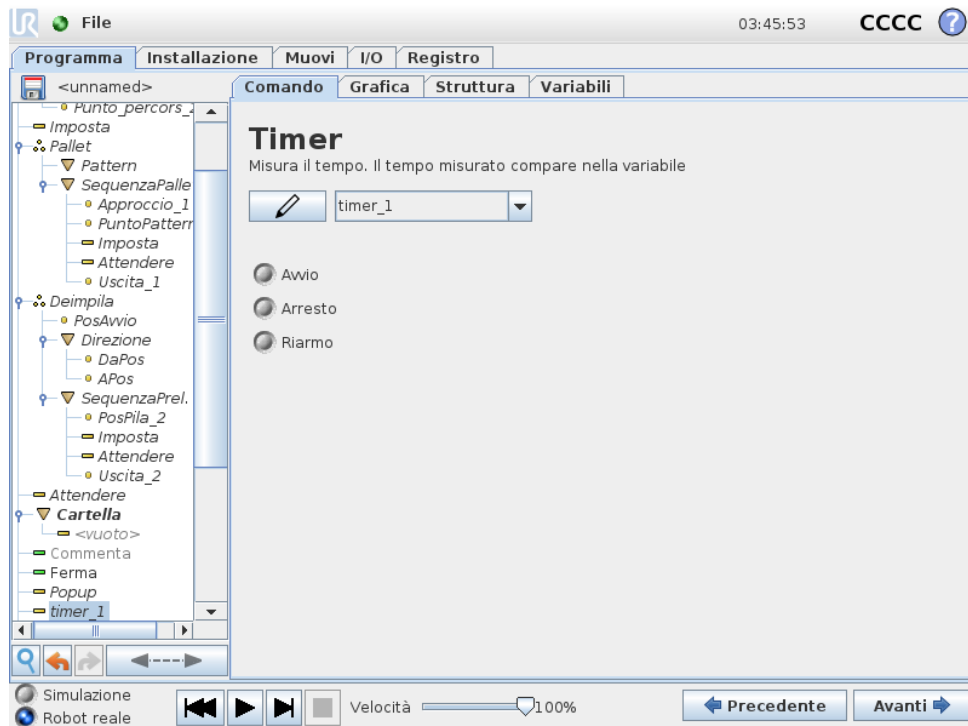 UR File 03:45:53 CCCC ?
Programma Installazione Muovi I/O Registro
<unnamed> Comando Grafica Struttura Variabili
Punto_percors_2
Imposta
Pallet
Pattern
SequenzaPalle
Approccio_1
PuntoPattern
Imposta
Attendere
Uscita_1
Deimpila
PosAvvio
Direzione
DaPos
APos
SequenzaPrel.
PosPila_2
Imposta
Attendere
Uscita_2
Attendere
Cartella
<vuoto>
Commenta
Ferma
Popup
timer_1
Timer
Misura il tempo. Il tempo misurato compare nella variabile
timer_1
Avvio
Arresto
Riarmo
Simulazione
Robot reale
Velocità 100%
Precedente Avanti